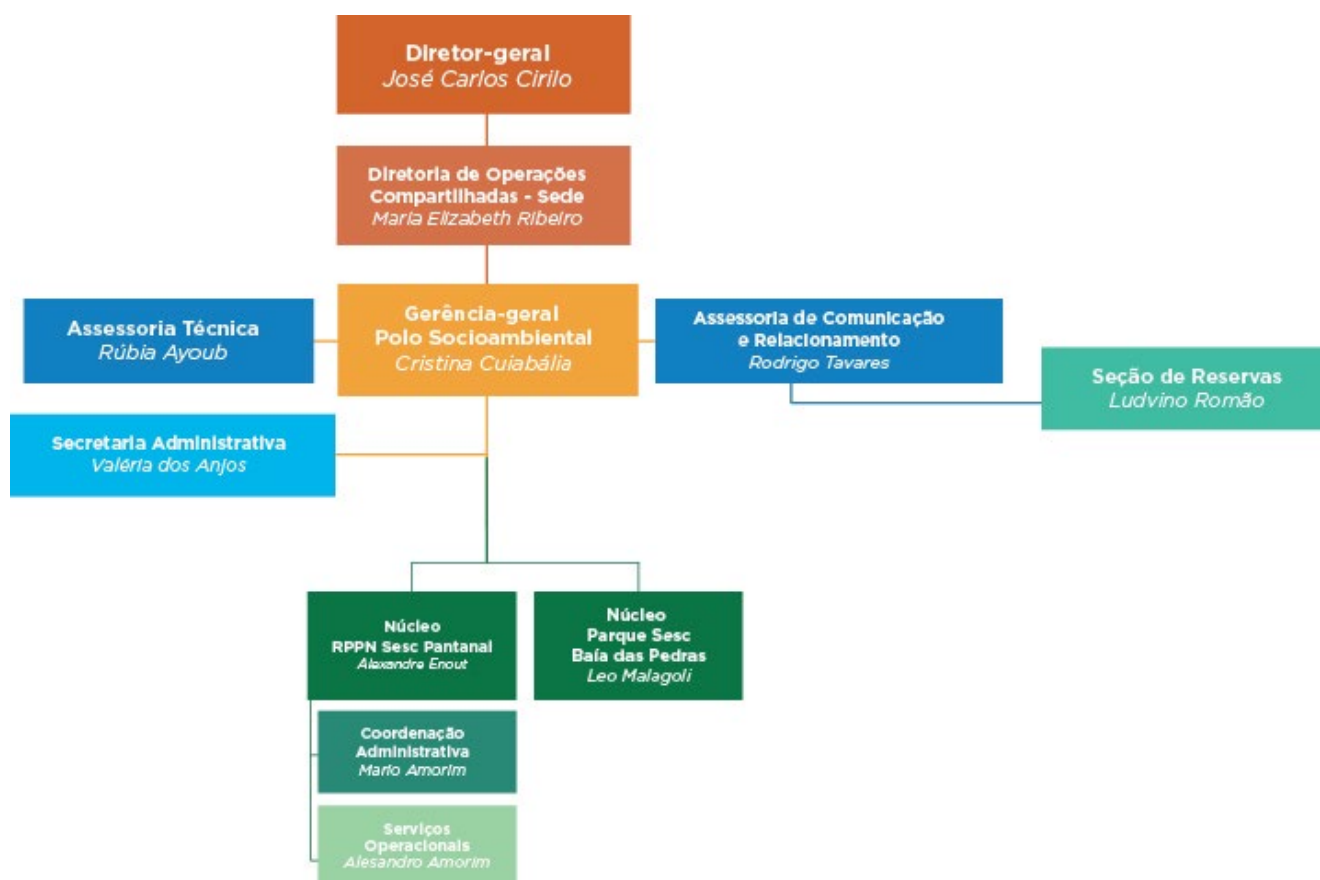 Diretor-geral
José Carlos Cirilo
Diretoria de Operações
Compartilhadas - Sede
Maria Elizabeth Ribeiro
Assessoria Técnica
Rúbia Ayoub
Gerência-geral
Polo Socioambiental
Cristina Cuiabália
Assessoria de Comunicação
e Relacionamento
Rodrigo Tavares
Seção de Reservas
Ludvino Romão
Secretaria Administrativa
Valéria dos Anjos
Núcleo
RPPN Sesc Pantanal
Alexandre Enout
Núcleo
Parque Sesc
Baía das Pedras
Leo Malagoli
Coordenação
Administrativa
Mario Amorim
Serviços
Operacionais
Alesandro Amorim